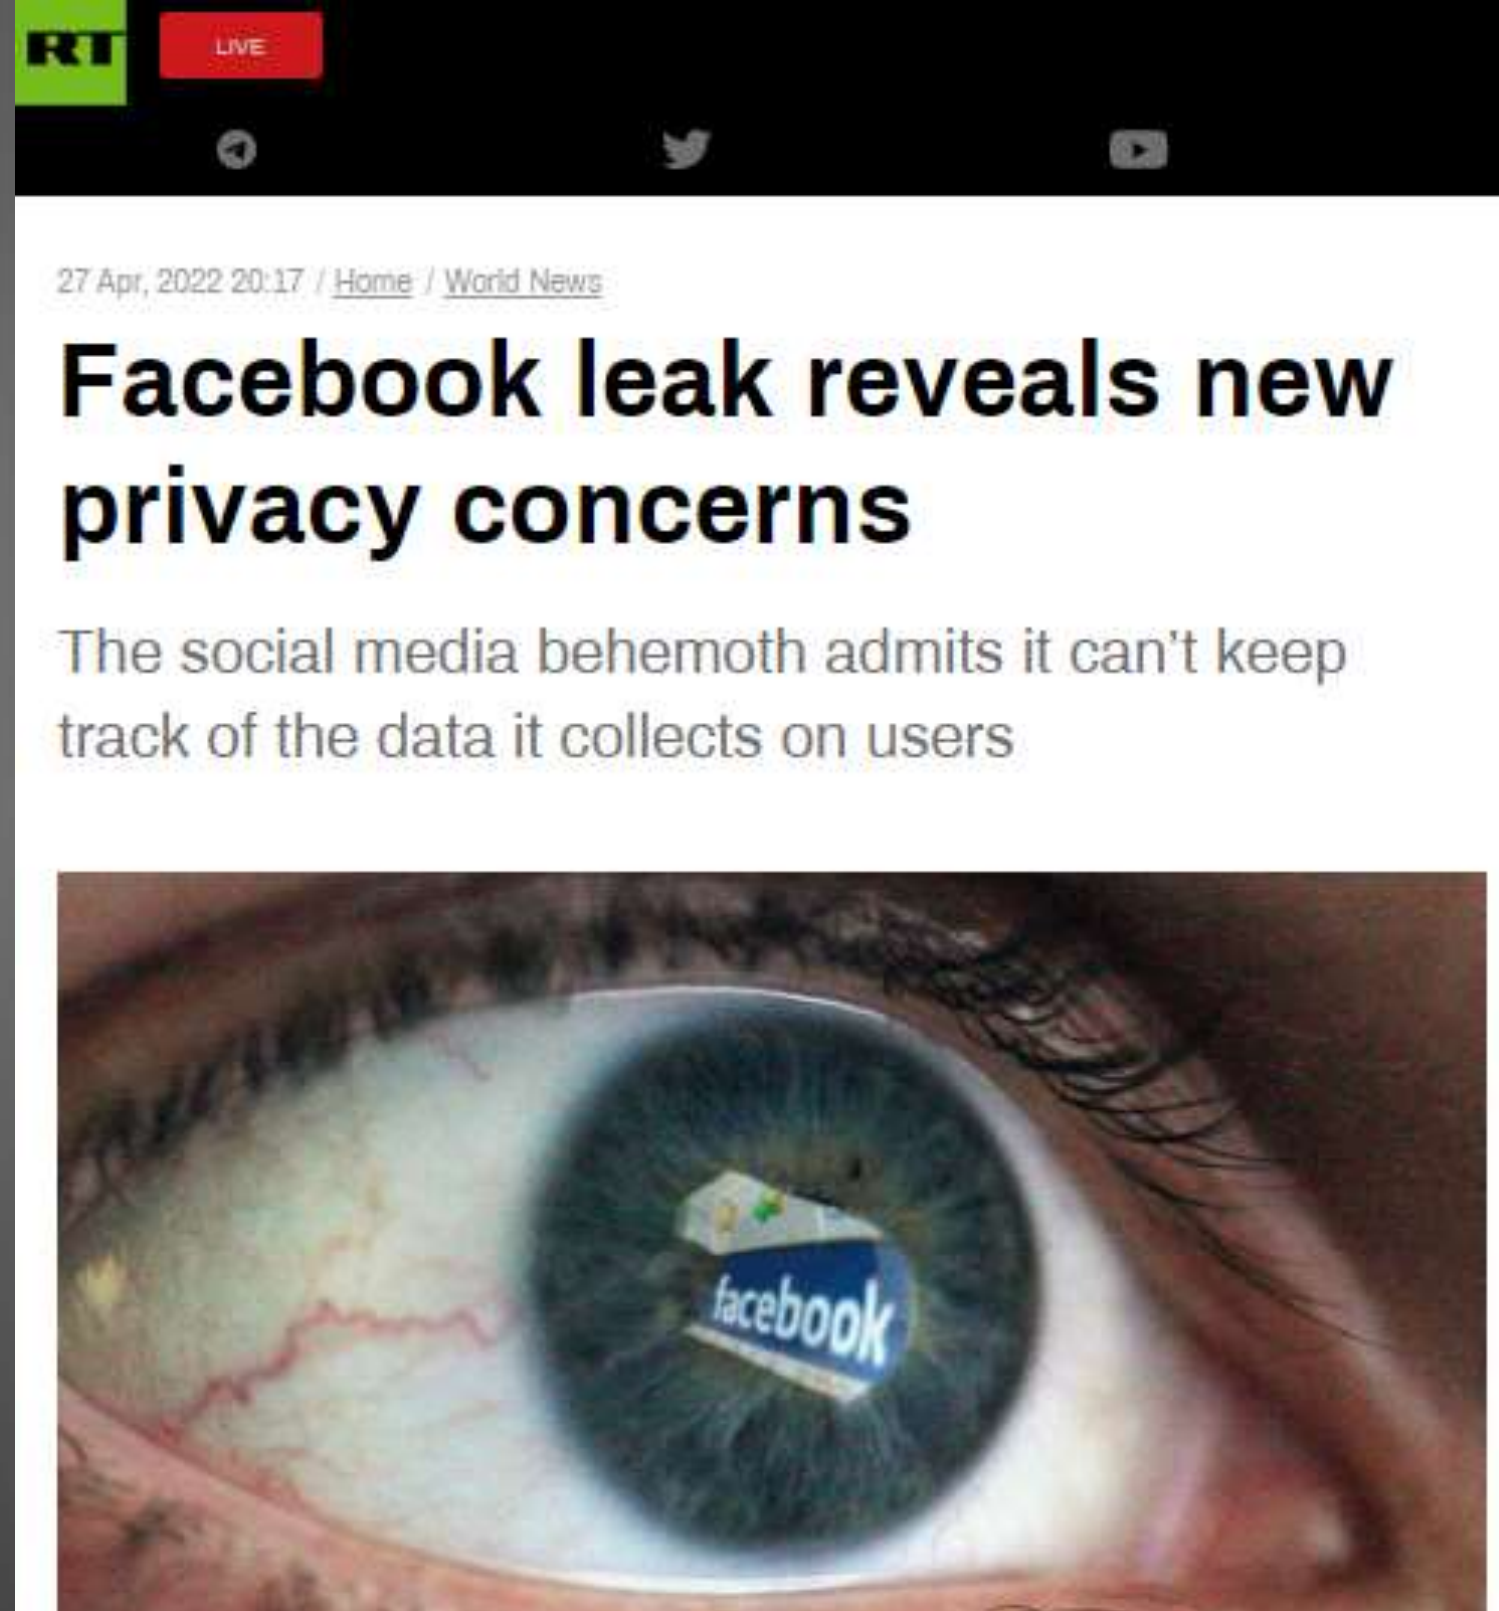 RT
LIVE
27 Apr, 2022 20:17 / Home / World News
Facebook leak reveals new
privacy concerns
The social media behemoth admits it can't keep
track of the data it collects on users
facebook